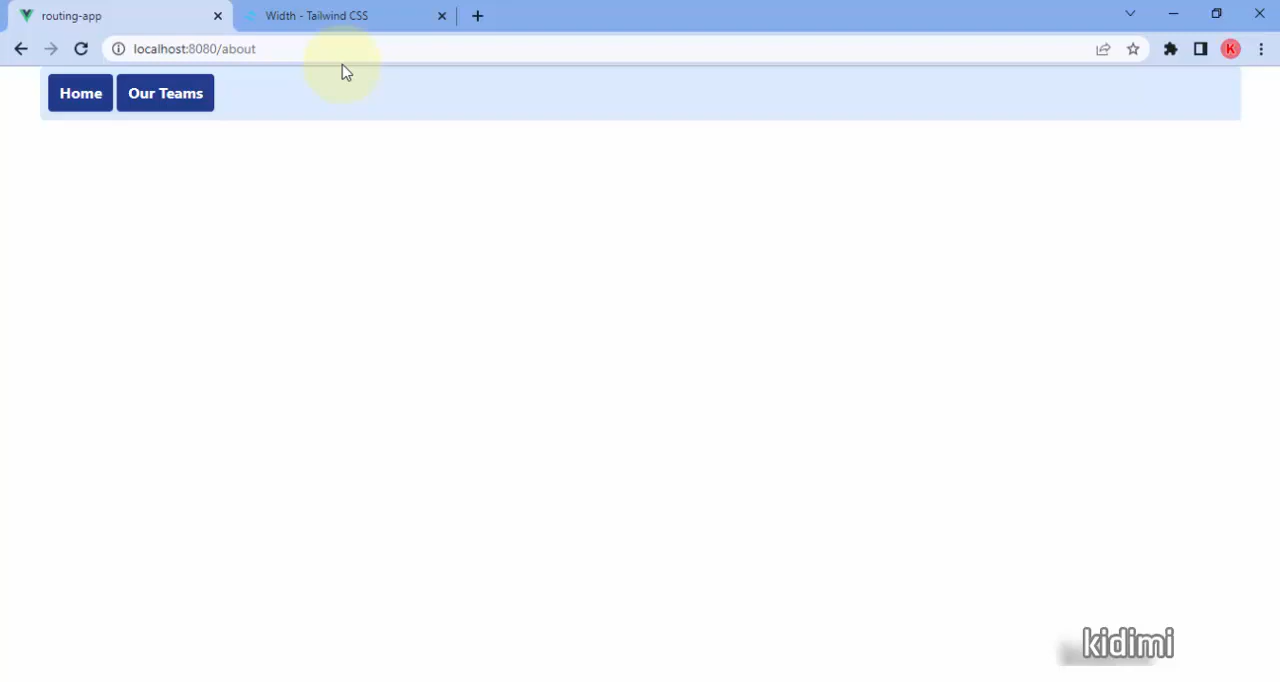 routing-app
Width - Tailwind CSS
localhost:8080/about
K
Home
Our Teams
kidimi